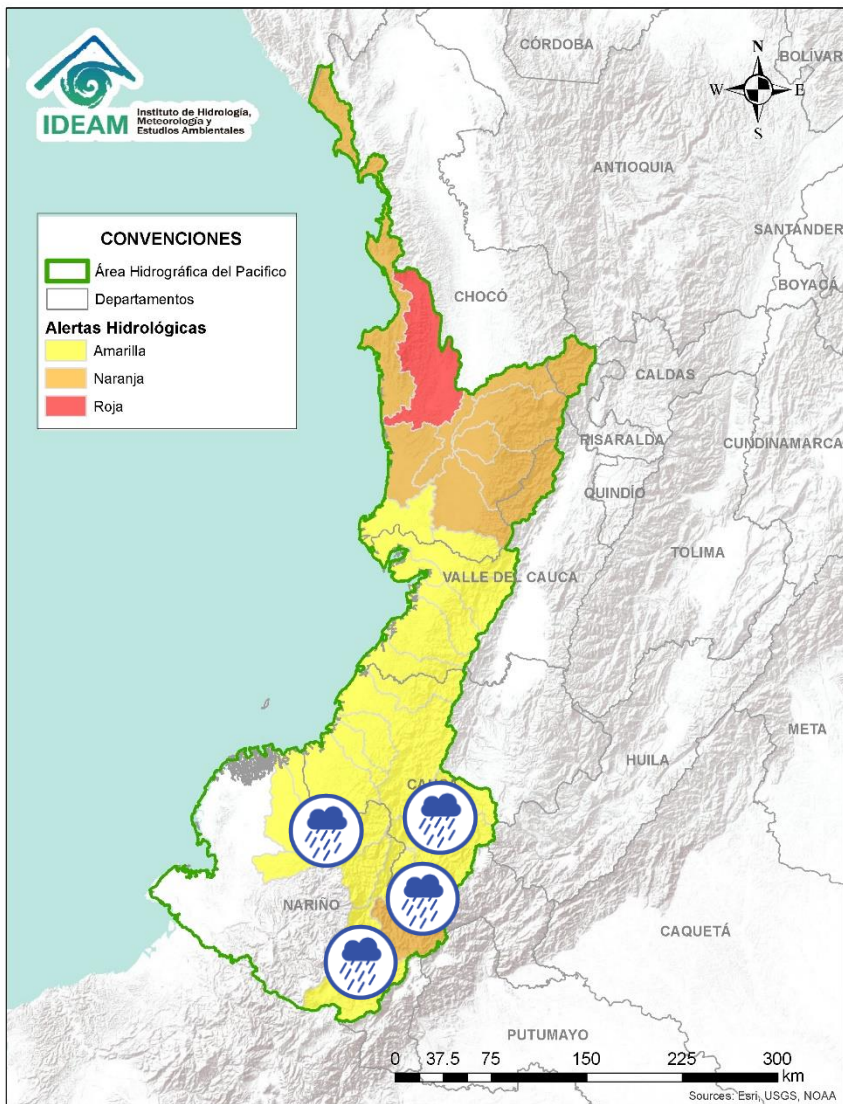 IDEAM
Instituto de Hidrología,
Meteorología y
Estudios Ambientales
CÓRDOBA
BOLÍVAR
N
W
E
S
ANTIOQUIA
SANTANDER
BOYACÁ
CONVENCIONES
Área Hidrográfica del Pacifico
Departamentos
Alertas Hidrológicas
Amarilla
Naranja
Roja
CHOCÓ
CALDAS
RISARALDA
CUNDINAMARCA
QUINDÍO
TOLIMA
VALLE DEL CAUCA
META
HUILA
NARIÑO
CAQUETÁ
PUTUMAYO
0 37.5 75 150 225 300
km
Sources: Esri, USGS, NOAA